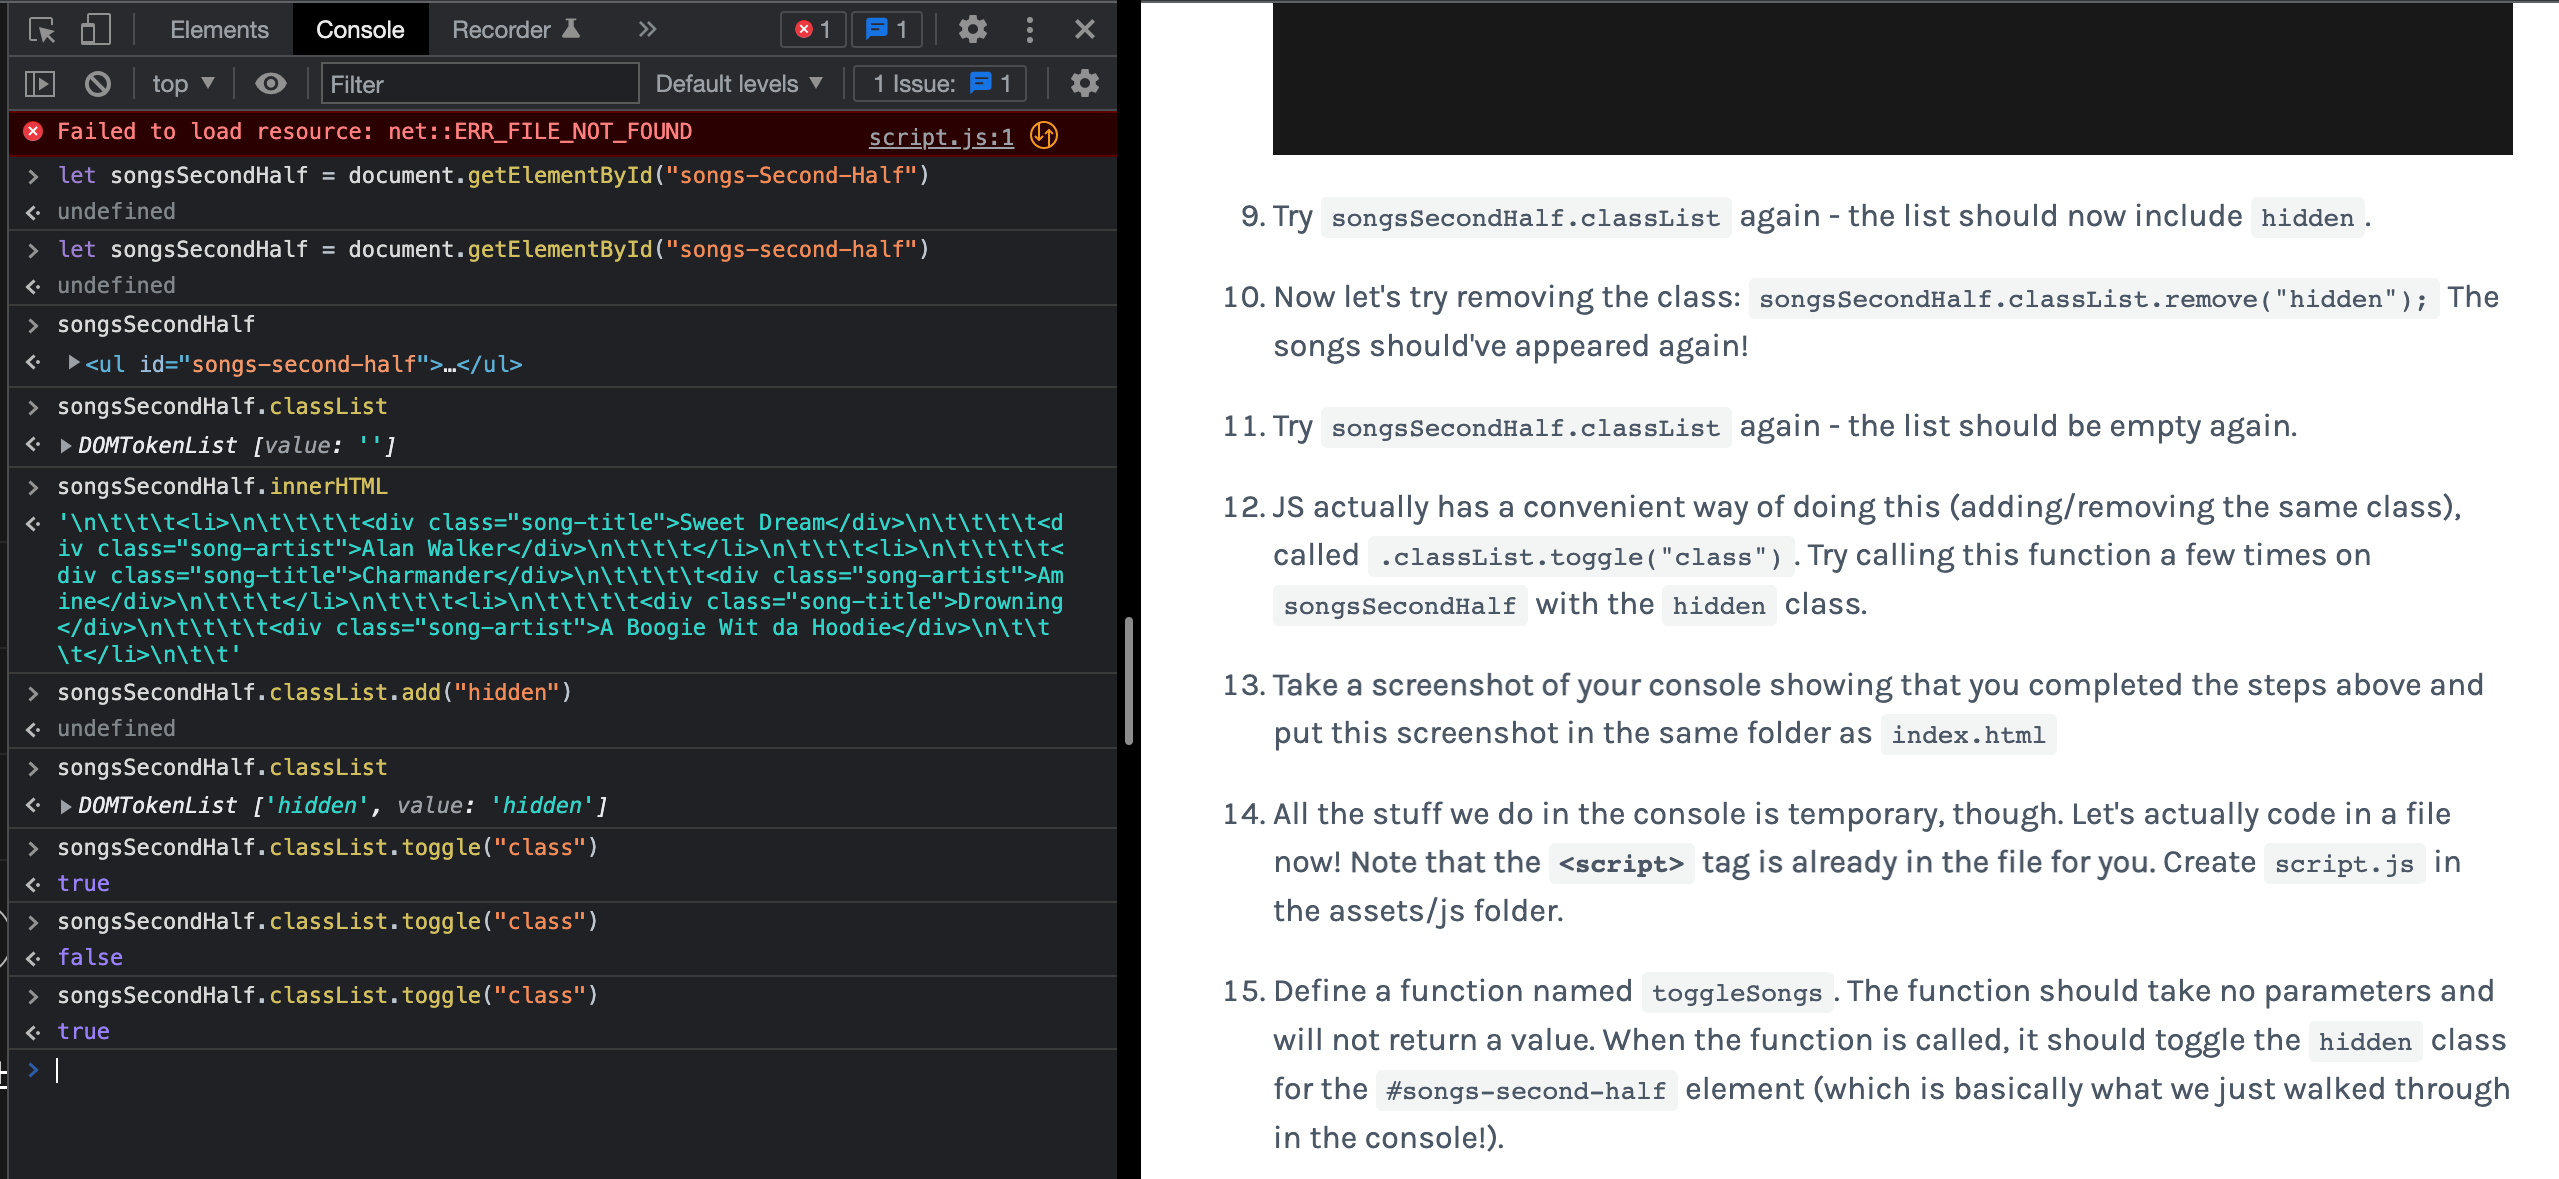 Elements Console Recorder 1 1
top Filter Default levels 1 Issue: 1
Failed to load resource: net::ERR_FILE_NOT_FOUND script.js:1
> let songsSecondHalf = document.getElementById("songs-Second-Half")
undefined
> let songsSecondHalf = document.getElementById("songs-second-half")
undefined
> songsSecondHalf
<ul id="songs-second-half">…</ul>
> songsSecondHalf.classList
DOMTokenList [value: '']
> songsSecondHalf.innerHTML
'\n\t\t\t<li>\n\t\t\t\t<div class="song-title">Sweet Dream</div>\n\t\t\t\t<d
iv class="song-artist">Alan Walker</div>\n\t\t\t</li>\n\t\t\t<li>\n\t\t\t\t<
div class="song-title">Charmander</div>\n\t\t\t\t<div class="song-artist">Am
ine</div>\n\t\t\t</li>\n\t\t\t<li>\n\t\t\t\t<div class="song-title">Drowning
</div>\n\t\t\t\t<div class="song-artist">A Boogie Wit da Hoodie</div>\n\t\t
\t</li>\n\t\t'
> songsSecondHalf.classList.add("hidden")
undefined
> songsSecondHalf.classList
DOMTokenList ['hidden', value: 'hidden']
> songsSecondHalf.classList.toggle("class")
true
> songsSecondHalf.classList.toggle("class")
false
> songsSecondHalf.classList.toggle("class")
true
>
9. Try songsSecondHalf.classList again - the list should now include hidden.
10. Now let's try removing the class: songsSecondHalf.classList.remove("hidden"); The
songs should've appeared again!
11. Try songsSecondHalf.classList again - the list should be empty again.
12. JS actually has a convenient way of doing this (adding/removing the same class),
called .classList.toggle("class"). Try calling this function a few times on
songsSecondHalf with the hidden class.
13. Take a screenshot of your console showing that you completed the steps above and
put this screenshot in the same folder as index.html
14. All the stuff we do in the console is temporary, though. Let's actually code in a file
now! Note that the <script> tag is already in the file for you. Create script.js in
the assets/js folder.
15. Define a function named toggleSongs. The function should take no parameters and
will not return a value. When the function is called, it should toggle the hidden class
for the #songs-second-half element (which is basically what we just walked through
in the console!).